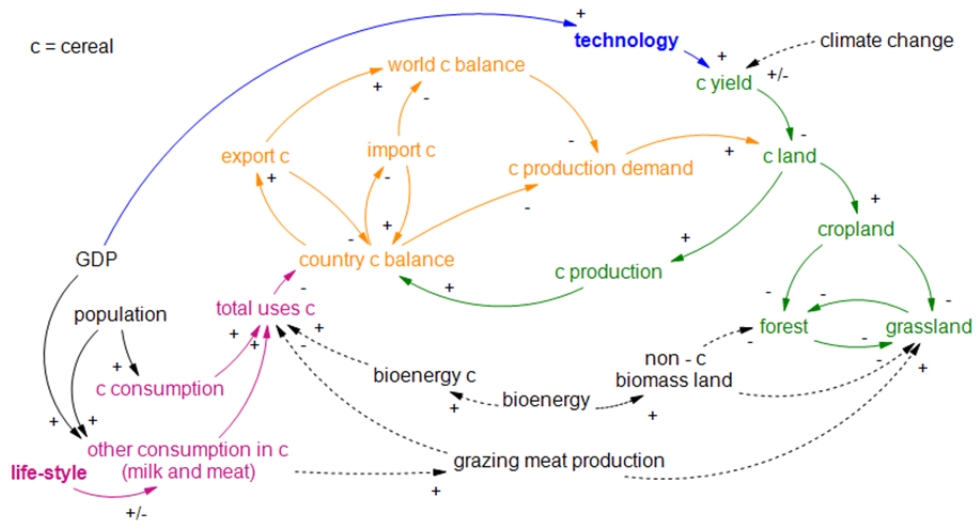 +
technology
climate change
c = cereal
+
+/-
world c balance
c yield
+
-
-
-
export c
import c
+
c land
+
-
c production demand
+
-
+
cropland
-
+
GDP
country c balance
c production
+
-
-
-
population
total uses c
-
forest
grassland
+
+
+
-
-
-
+
non - c
biomass land
+
bioenergy c
c consumption
bioenergy
+
+
+
+
other consumption in c
(milk and meat)
grazing meat production
life-style
+
+/-